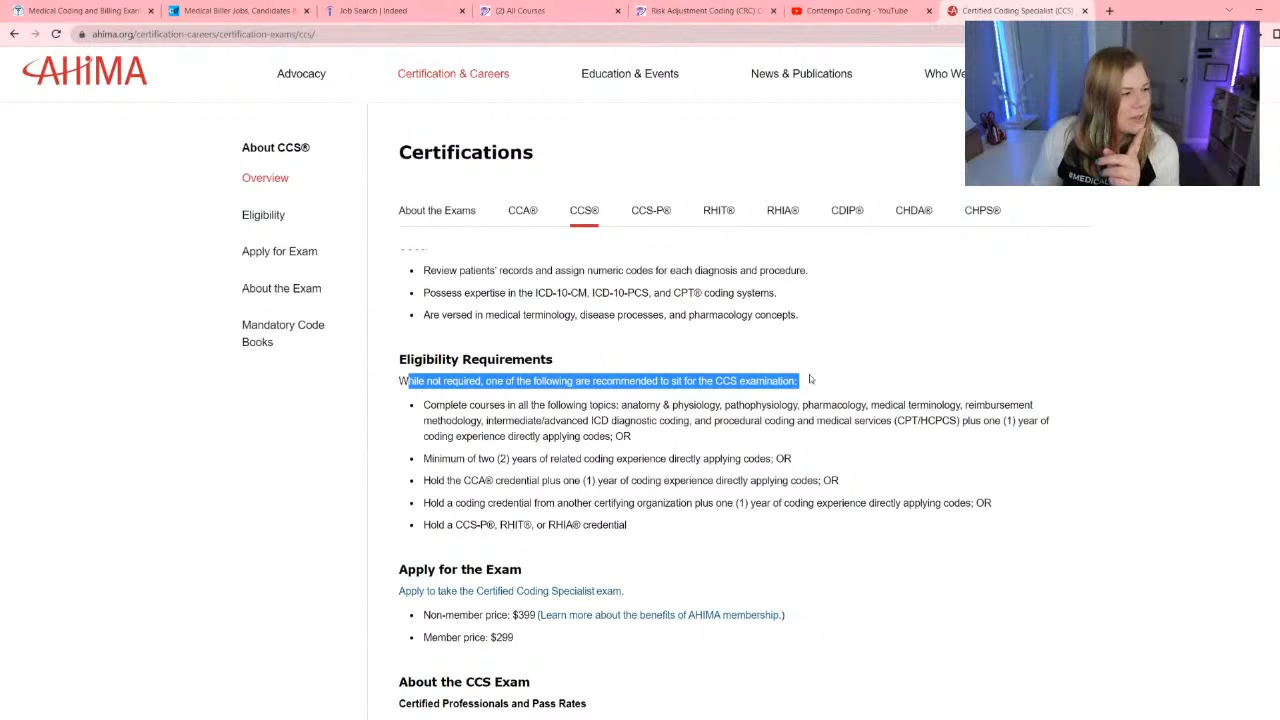 Medical Coding and Billing Exam
Medical Biller Jobs, Candidates &
Job Search | Indeed
(2) All Courses
Risk Adjustment Coding (CRC) C
Contempo Coding - YouTube
Certified Coding Specialist (CCS)
ahima.org/certification-careers/certification-exams/ccs/
AHIMA
Advocacy
Certification & Careers
Education & Events
News & Publications
Who We
#MEDICAL
About CCS®
Overview
Eligibility
Apply for Exam
About the Exam
Mandatory Code
Books
Certifications
About the Exams
CCA®
CCS®
CCS-P®
RHIT®
RHIA®
CDIP®
CHDA®
CHPS®
• Review patients' records and assign numeric codes for each diagnosis and procedure.
• Possess expertise in the ICD-10-CM, ICD-10-PCS, and CPT® coding systems.
• Are versed in medical terminology, disease processes, and pharmacology concepts.
Eligibility Requirements
While not required, one of the following are recommended to sit for the CCS examination:
• Complete courses in all the following topics: anatomy & physiology, pathophysiology, pharmacology, medical terminology, reimbursement
methodology, intermediate/advanced ICD diagnostic coding, and procedural coding and medical services (CPT/HCPCS) plus one (1) year of
coding experience directly applying codes; OR
• Minimum of two (2) years of related coding experience directly applying codes; OR
• Hold the CCA® credential plus one (1) year of coding experience directly applying codes; OR
• Hold a coding credential from another certifying organization plus one (1) year of coding experience directly applying codes; OR
• Hold a CCS-P®, RHIT®, or RHIA® credential
Apply for the Exam
Apply to take the Certified Coding Specialist exam.
• Non-member price: $399 (Learn more about the benefits of AHIMA membership.)
• Member price: $299
About the CCS Exam
Certified Professionals and Pass Rates